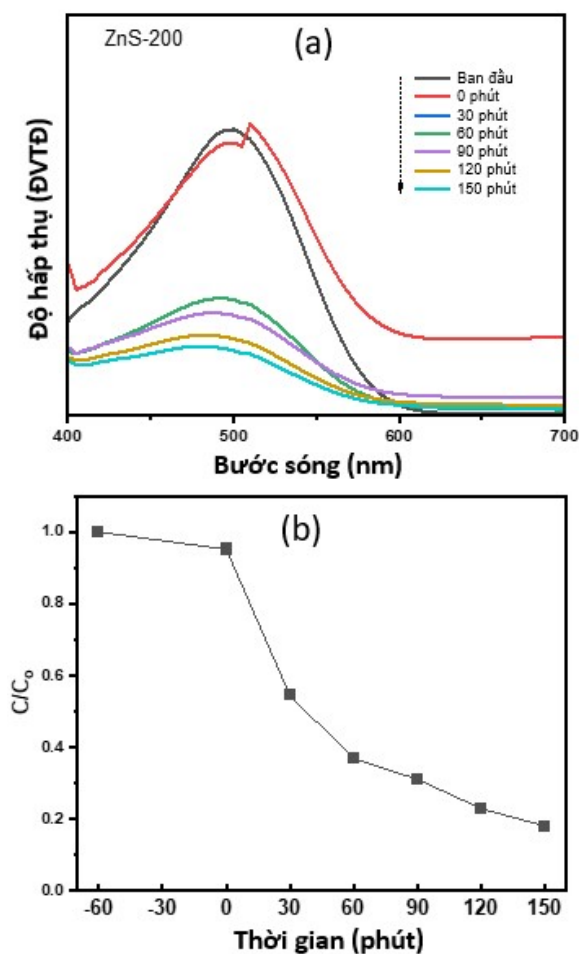 ZnS-200
(a)
Ban đầu
0 phút
30 phút
60 phút
90 phút
120 phút
150 phút
Độ hấp thụ (ĐVTĐ)
400
500
600
700
Bước sóng (nm)
(b)
1.0
0.8
0.6
0.4
0.2
0.0
C/Co
-60
-30
0
30
60
90
120
150
Thời gian (phút)